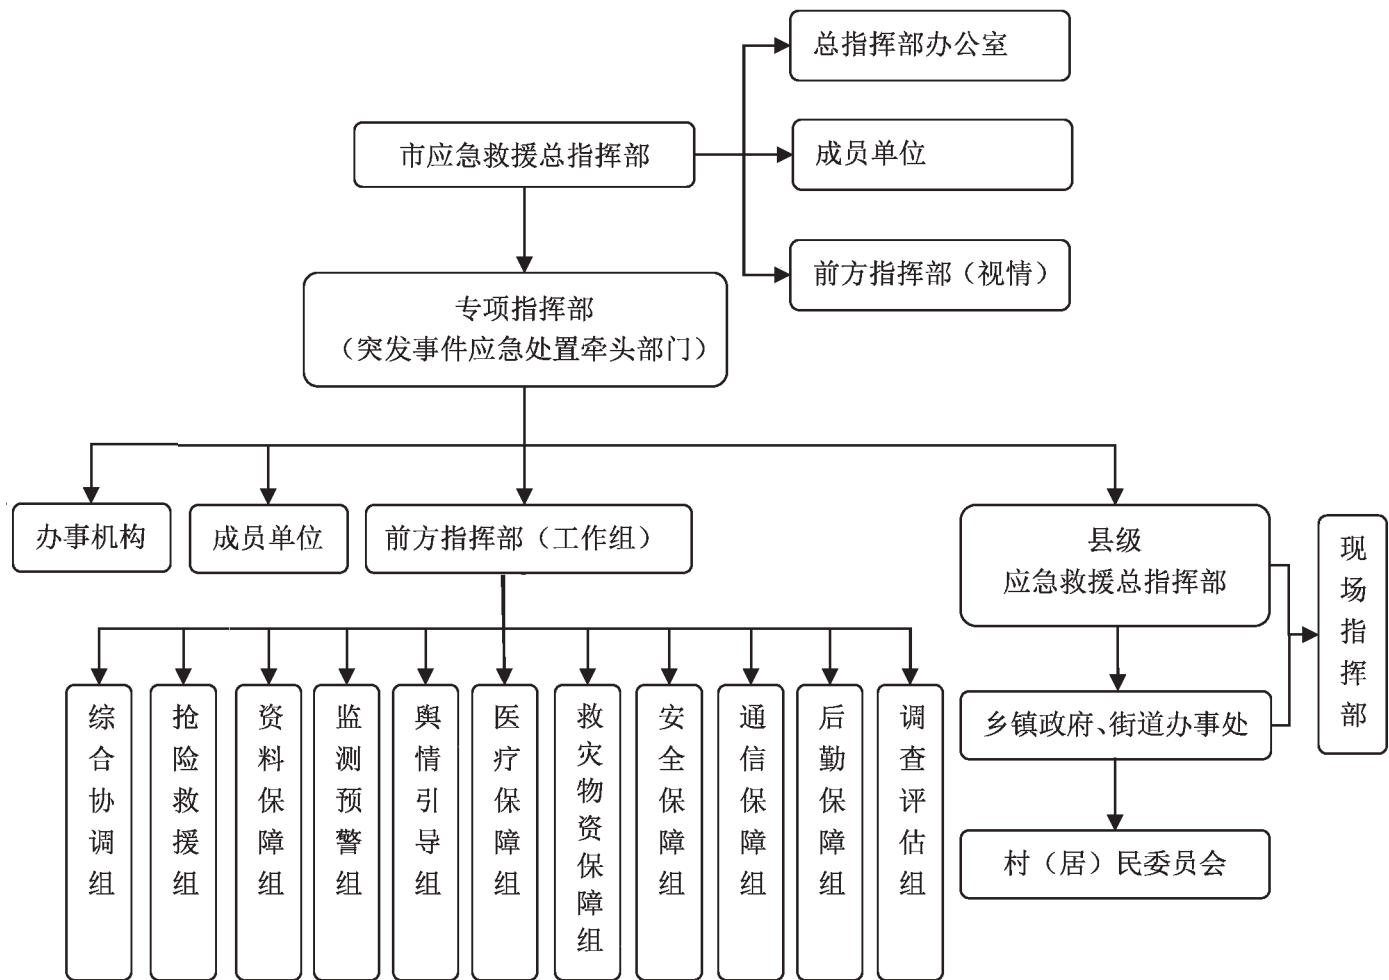 总指挥部办公室
市应急救援总指挥部
成员单位
前方指挥部（视情）
专项指挥部
（突发事件应急处置牵头部门）
办事机构
成员单位
前方指挥部（工作组）
县级
应急救援总指挥部
现场指挥部
综合协调组
抢险救援组
资料保障组
监测预警组
舆情引导组
医疗保障组
救灾物资保障组
安全保障组
通信保障组
后勤保障组
调查评估组
乡镇政府、街道办事处
村（居）民委员会